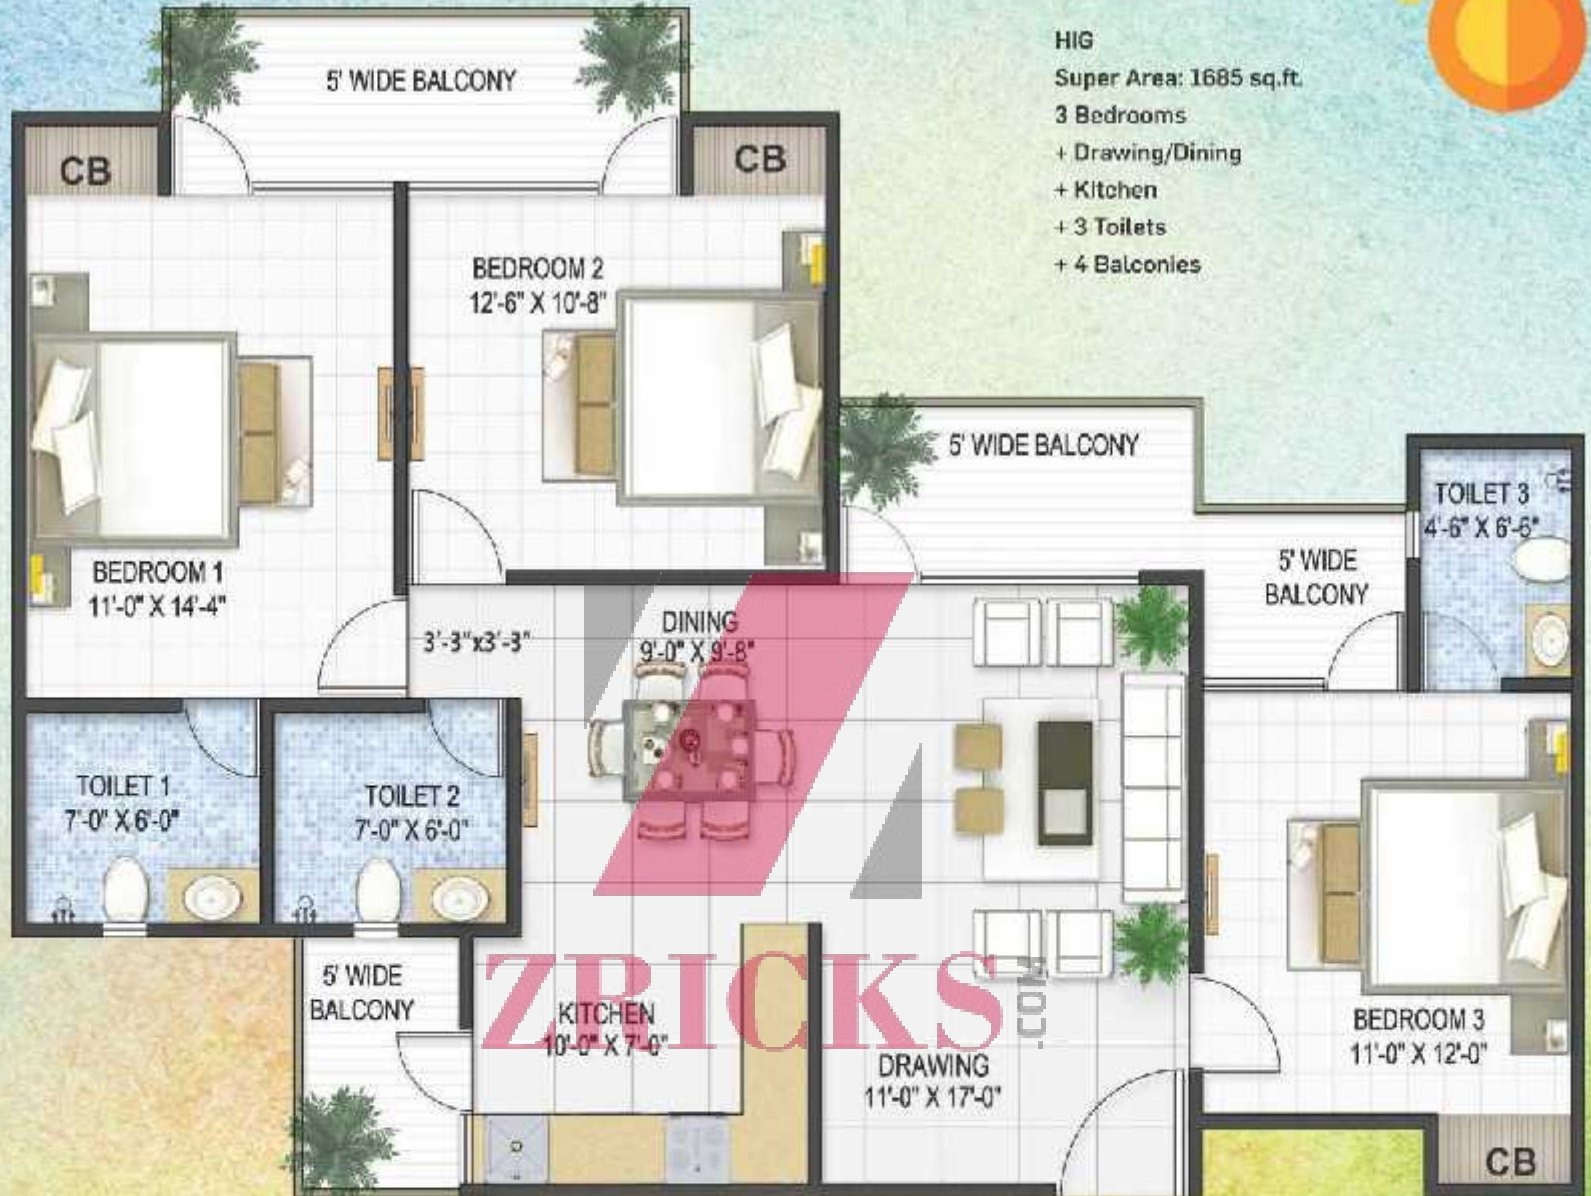 HIG
Super Area: 1685 sq.ft.
3 Bedrooms
+ Drawing/Dining
+ Kitchen
+ 3 Toilets
+ 4 Balconies
5' WIDE BALCONY
CB
CB
BEDROOM 2
12'-6" X 10'-8"
BEDROOM 1
11'-0" X 14'-4"
5' WIDE BALCONY
5' WIDE
BALCONY
TOILET 3
4'-6" X 6'-6"
3'-3"x3'-3"
DINING
9'-0" X 9'-8"
TOILET 1
7'-0" X 6'-0"
TOILET 2
7'-0" X 6'-0"
5' WIDE
BALCONY
KITCHEN
10'-0" X 7'-0"
ZRICKS
.COM
DRAWING
11'-0" X 17'-0"
BEDROOM 3
11'-0" X 12'-0"
CB